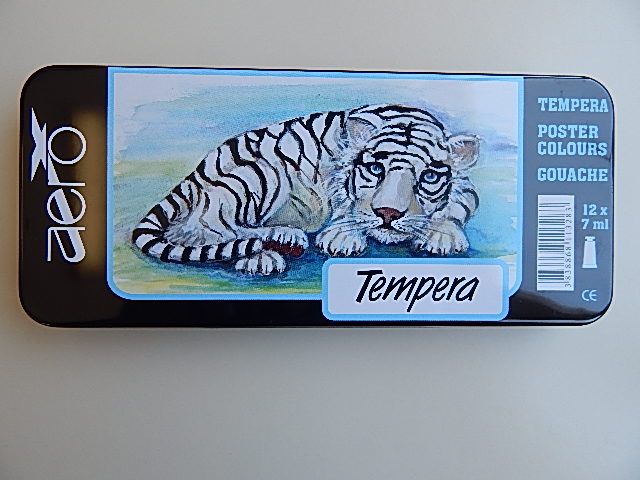 aero
Tempera
TEMPERA
POSTER
COLOURS
GOUACHE
12 x
7 ml
CE